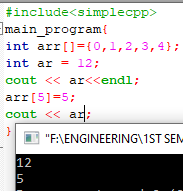 #include<simplecpp>
main_program{
int arr[]={0,1,2,3,4};
int ar = 12;
cout << ar<<endl;
arr[5]=5;
cout << ar;
}
"F:\ENGINEERING\1ST SEM
12
5